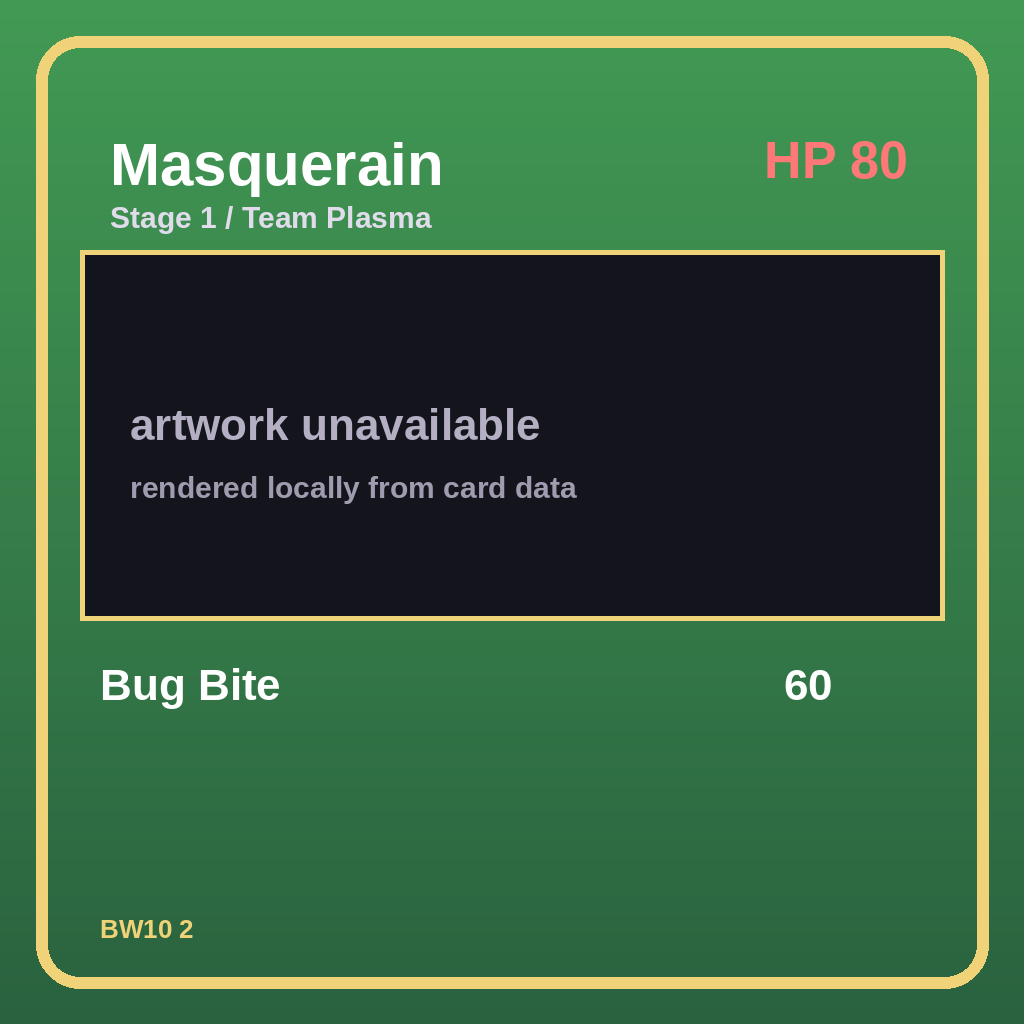 Masquerain
HP 80
Stage 1 / Team Plasma
artwork unavailable
rendered locally from card data
Bug Bite
60
BW10 2